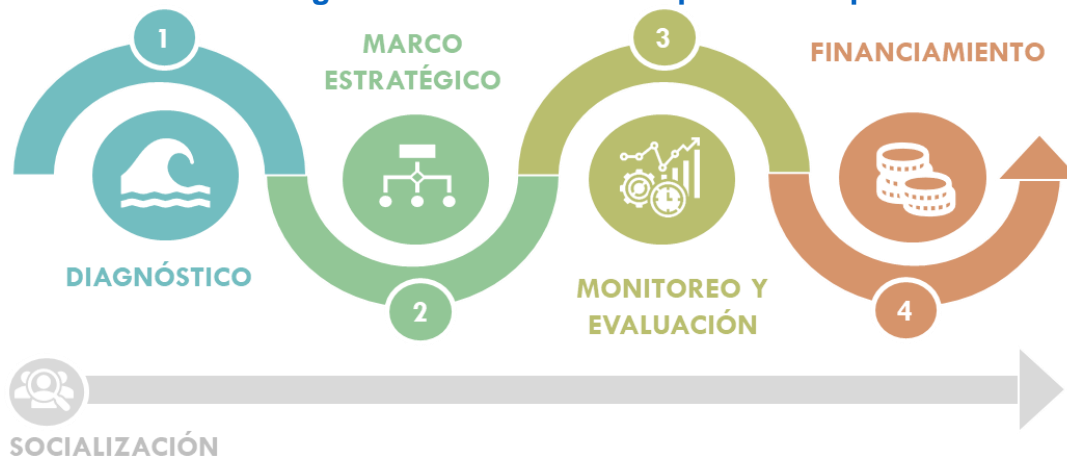 1
DIAGNÓSTICO
MARCO
ESTRATÉGICO
2
3
MONITOREO Y
EVALUACIÓN
FINANCIAMIENTO
4
SOCIALIZACIÓN